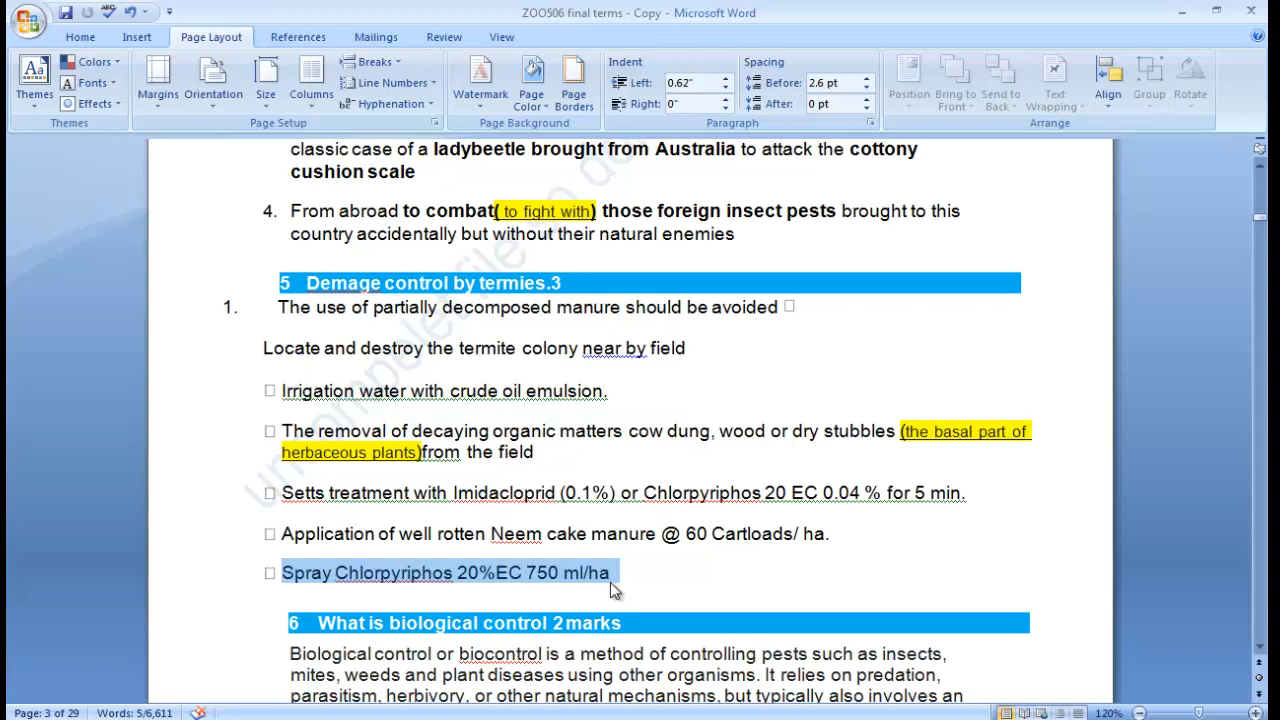 ZOO506 final terms - Copy - Microsoft Word
Home Insert Page Layout References Mailings Review View
Themes
Colors
Fonts
Effects
Themes
Margins
Orientation
Size
Columns
Breaks
Line Numbers
Hyphenation
Page Setup
Watermark
Page Color
Page Borders
Page Background
Indent
Left: 0.62"
Right: 0"
Spacing
Before: 2.6 pt
After: 0 pt
Paragraph
Position
Bring to Front
Send to Back
Text Wrapping
Align
Group
Rotate
Arrange
classic case of a ladybeetle brought from Australia to attack the cottony
cushion scale
4. From abroad to combat( to fight with) those foreign insect pests brought to this
country accidentally but without their natural enemies
5 Demage control by termies.3
1. The use of partially decomposed manure should be avoided
Locate and destroy the termite colony near by field
Irrigation water with crude oil emulsion.
The removal of decaying organic matters cow dung, wood or dry stubbles (the basal part of
herbaceous plants)from the field
Setts treatment with Imidacloprid (0.1%) or Chlorpyriphos 20 EC 0.04 % for 5 min.
Application of well rotten Neem cake manure @ 60 Cartloads/ ha.
Spray Chlorpyriphos 20%EC 750 ml/ha
6 What is biological control 2marks
Biological control or biocontrol is a method of controlling pests such as insects,
mites, weeds and plant diseases using other organisms. It relies on predation,
parasitism, herbivory, or other natural mechanisms, but typically also involves an
Page: 3 of 29 Words: 5/6,611 120%